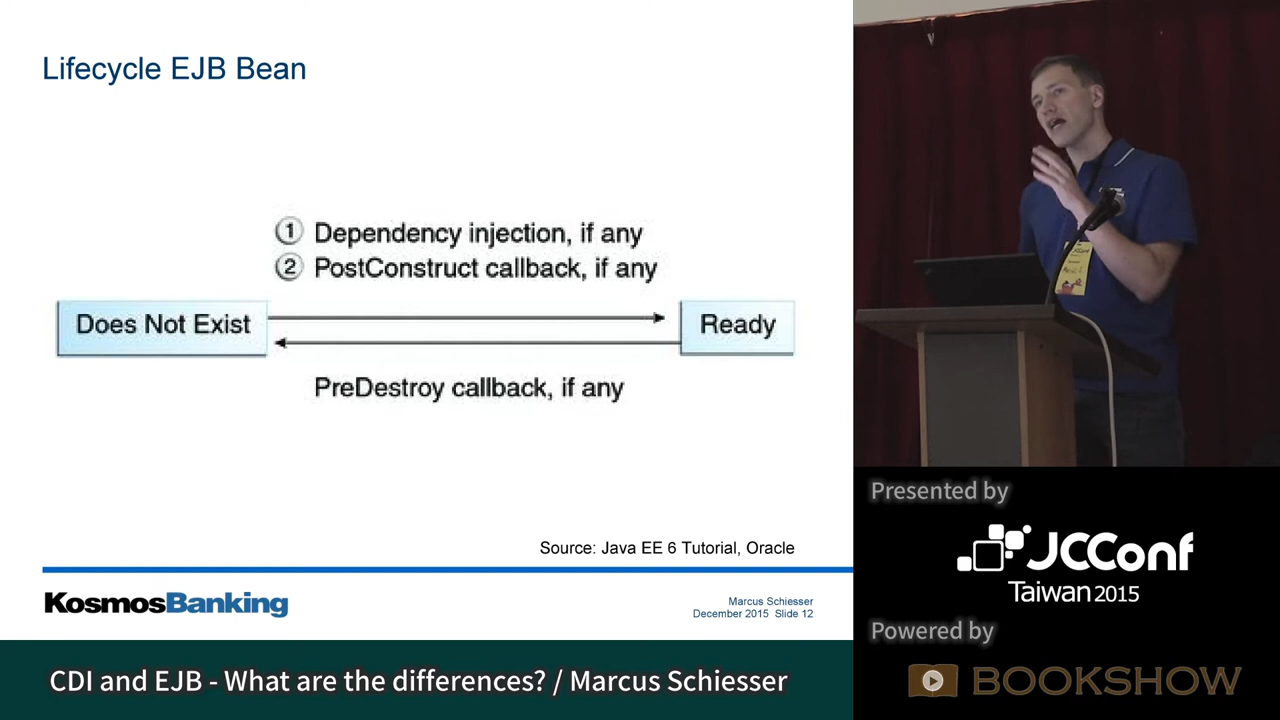 Lifecycle EJB Bean
① Dependency injection, if any
② PostConstruct callback, if any
Does Not Exist
Ready
PreDestroy callback, if any
Source: Java EE 6 Tutorial, Oracle
KosmosBanking
Marcus Schiesser
December 2015 Slide 12
CDI and EJB - What are the differences? / Marcus Schiesser
Presented by
JCConf
Taiwan 2015
Powered by
BOOKSHOW